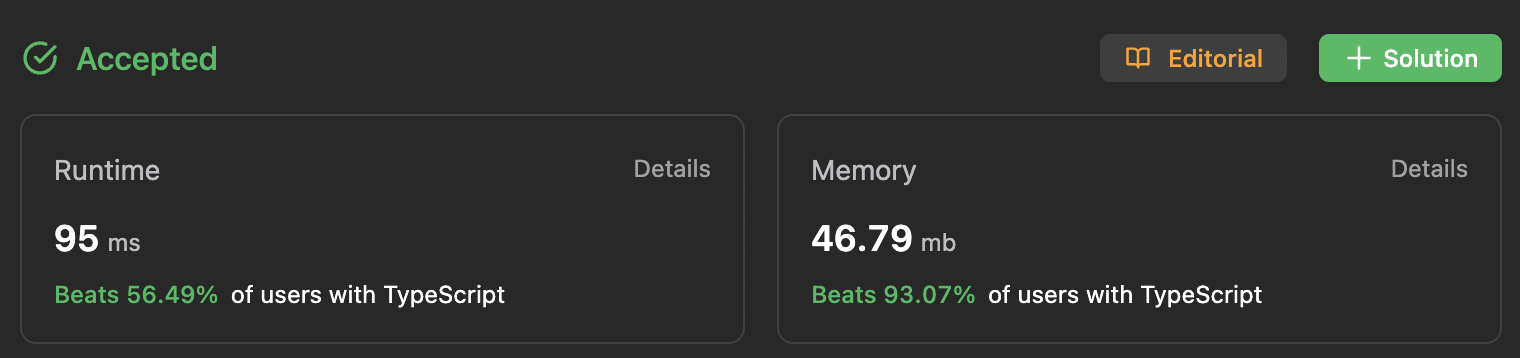 Accepted
Editorial
Solution
Runtime
Details
95 ms
Beats 56.49% of users with TypeScript
Memory
Details
46.79 mb
Beats 93.07% of users with TypeScript